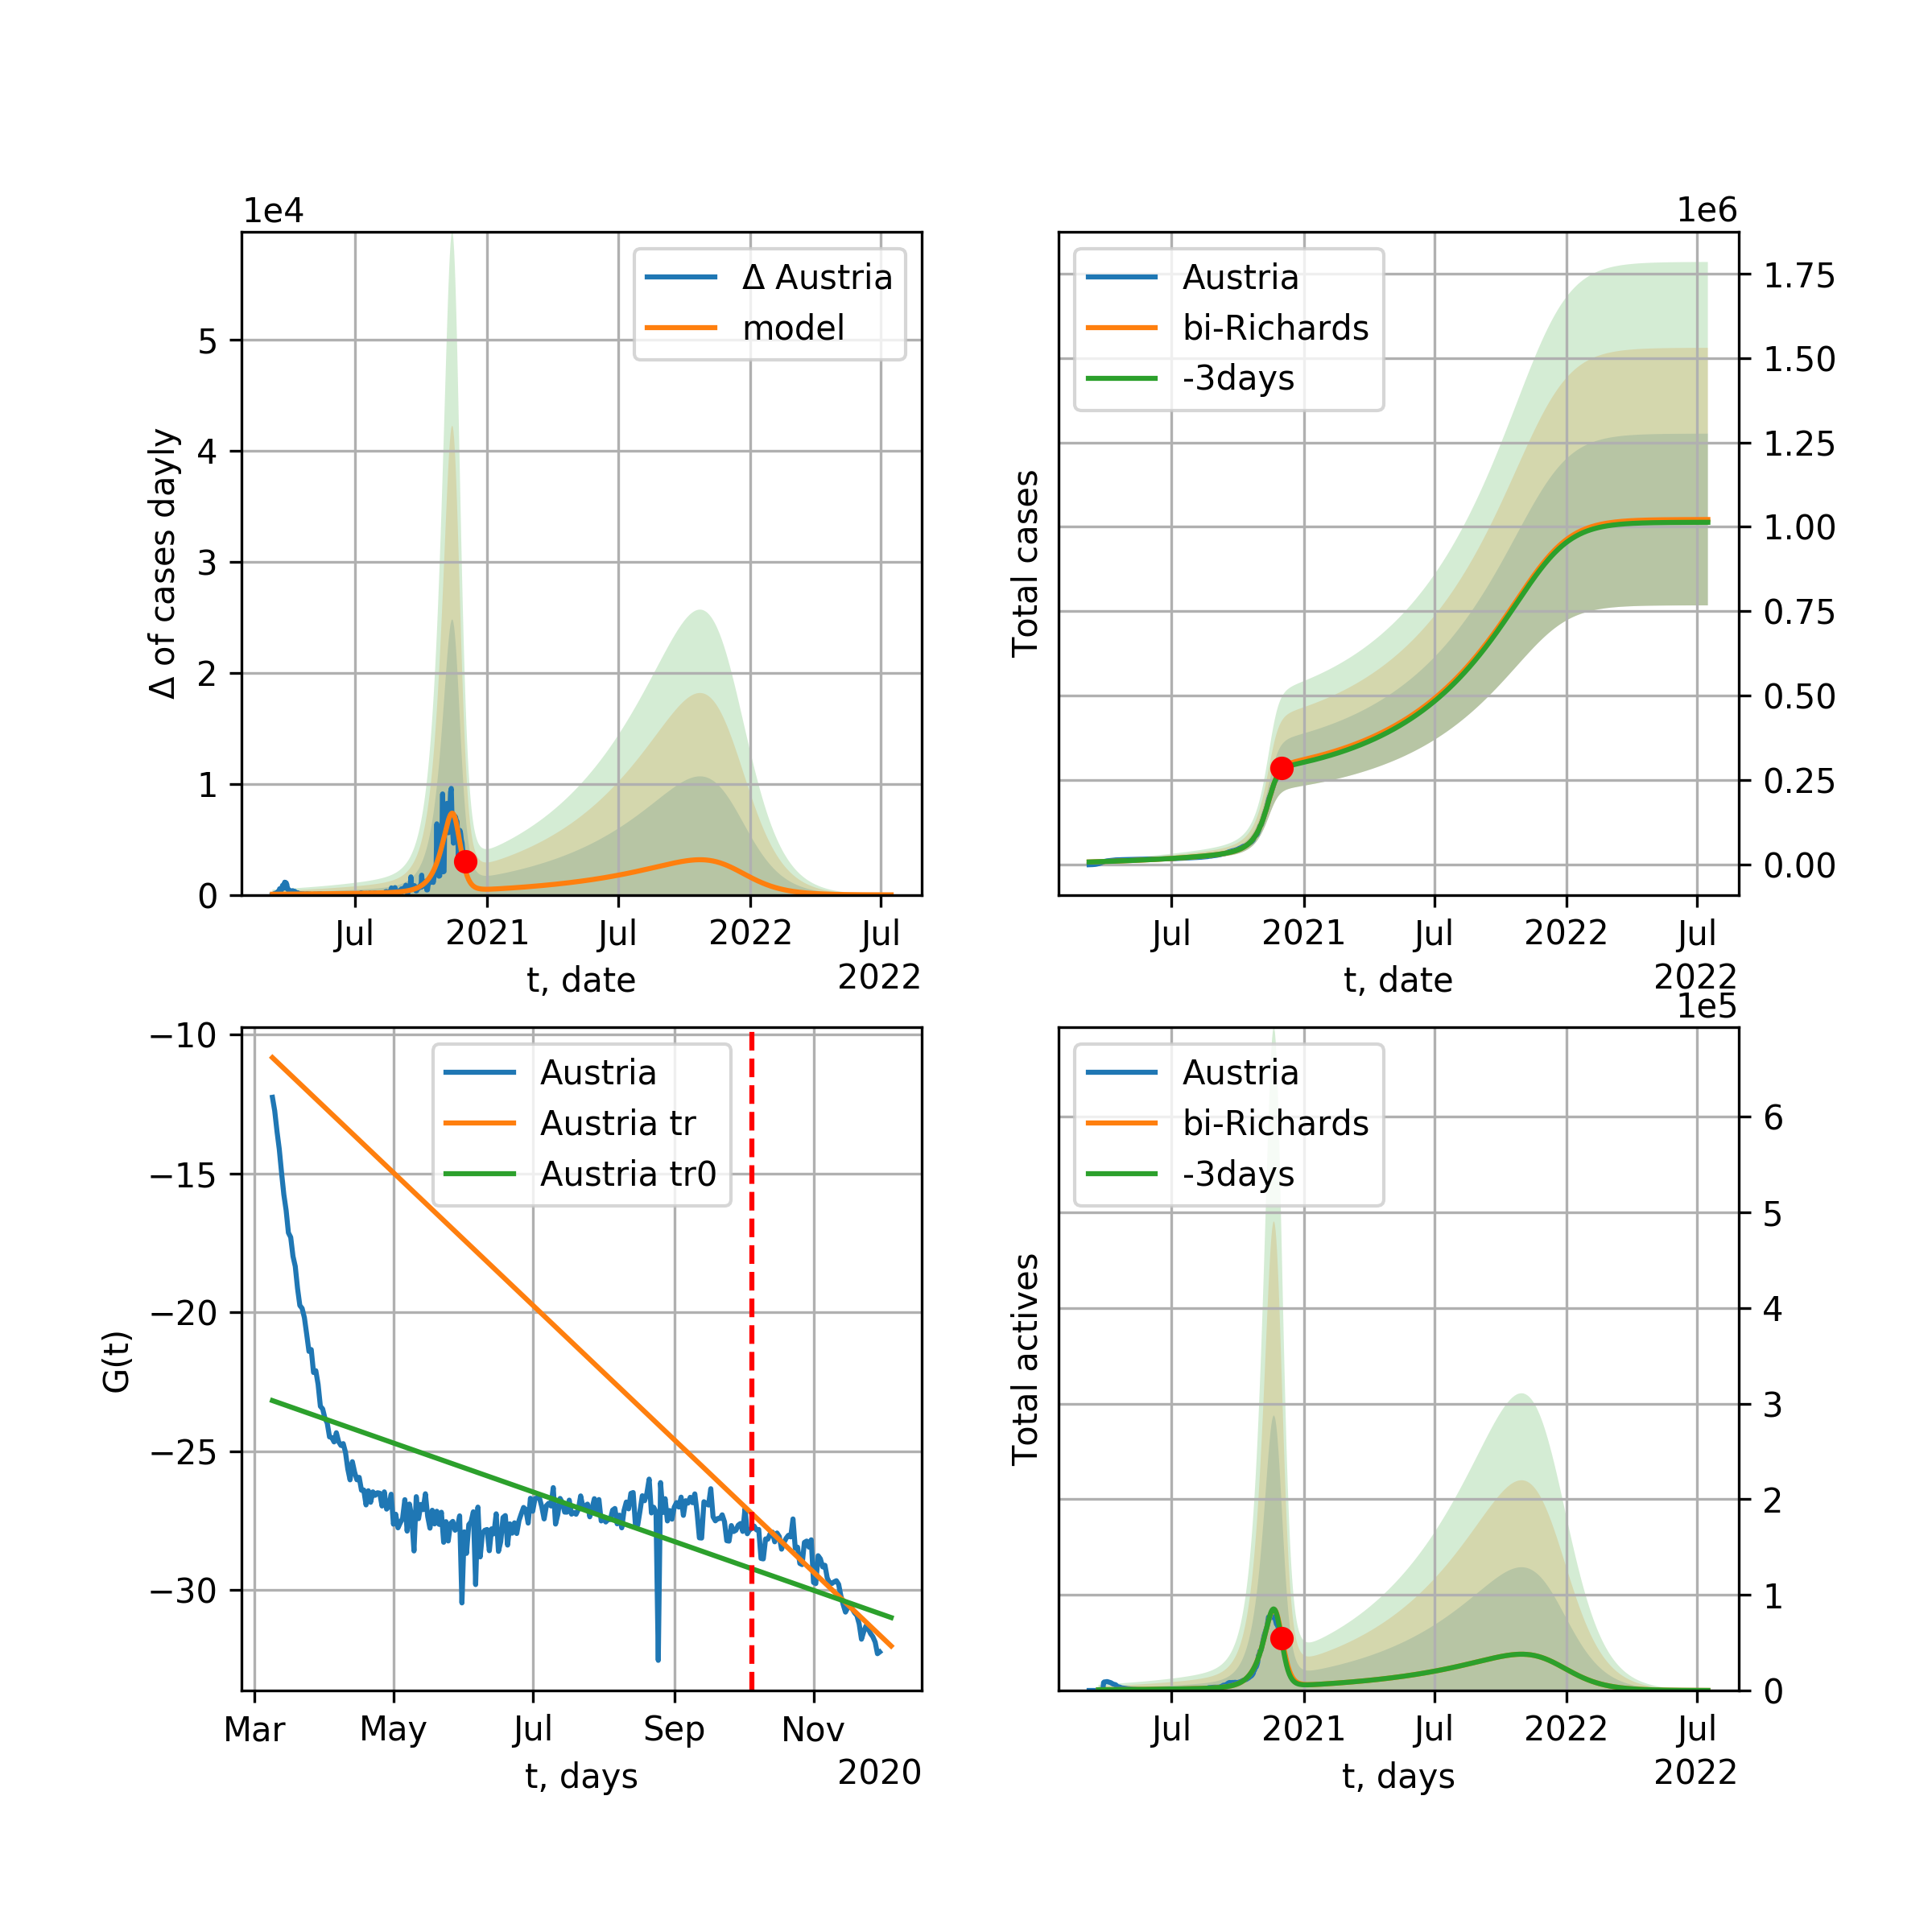 1e4
Δ of cases dayly
5
4
3
2
1
0
Δ Austria
model
Jul
2021
Jul
2022
Jul
t, date
2022
1e6
Total cases
Austria
bi-Richards
-3days
1.75
1.50
1.25
1.00
0.75
0.50
0.25
0.00
Jul
2021
Jul
2022
Jul
t, date
2022
G(t)
−10
−15
−20
−25
−30
Austria
Austria tr
Austria tr0
Mar
May
Jul
Sep
Nov
t, days
2020
1e5
Total actives
Austria
bi-Richards
-3days
6
5
4
3
2
1
0
Jul
2021
Jul
2022
Jul
t, days
2022